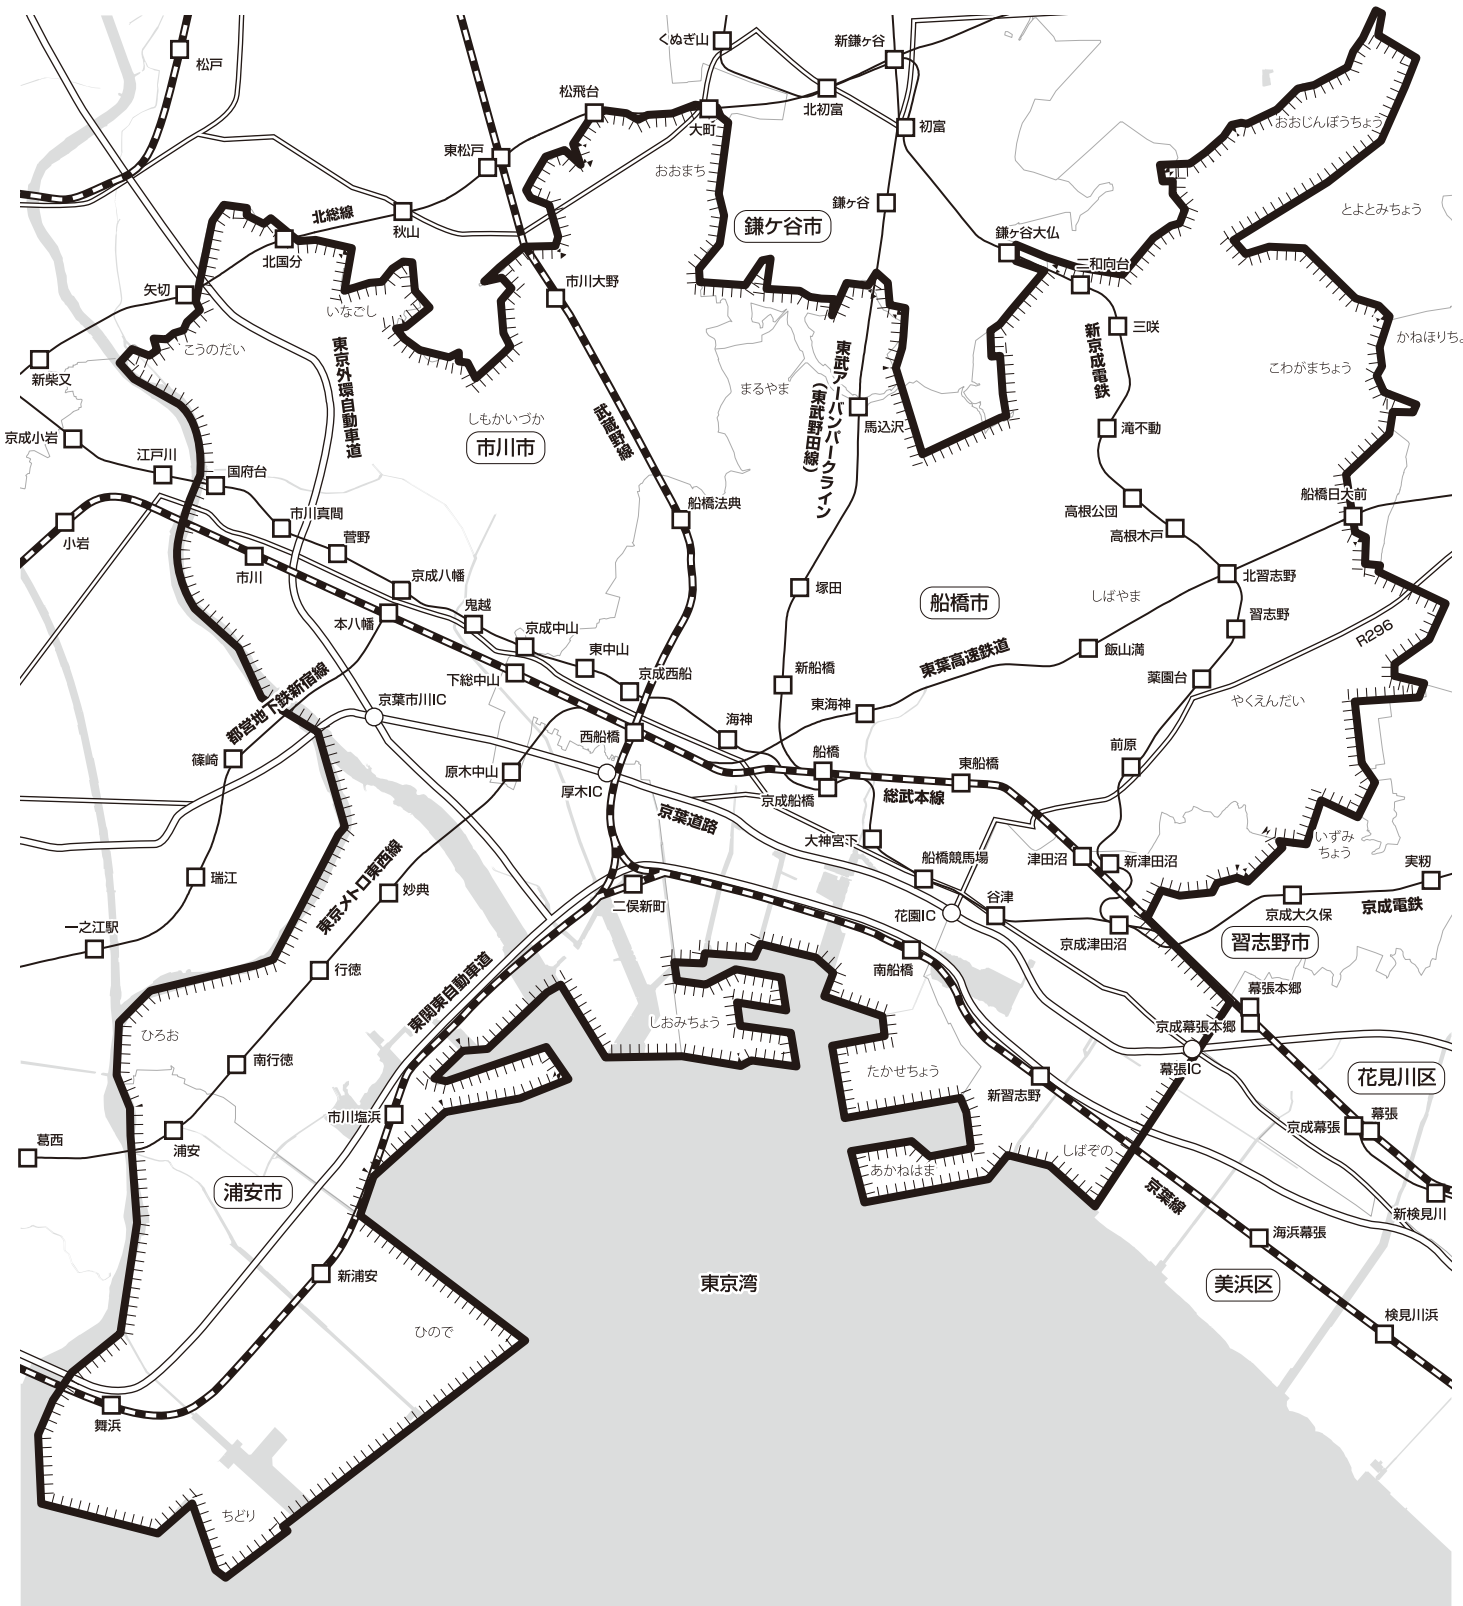 くぬぎ山
新鎌ヶ谷
松戸
松飛台
大町
北初富
初富
おおじんぼうちょう
東松戸
おおまち
とよとみちょう
北総線
秋山
鎌ヶ谷
鎌ケ谷市
鎌ヶ谷大仏
北国分
三和向台
矢切
市川大野
いなごし
三咲
新京成電鉄
かねほりちょ
こうのだい
東京外環自動車道
東武アーバンパークライン
（東武野田線）
こわがまちょう
新柴又
まるやま
武蔵野線
しもかいづか
市川市
馬込沢
滝不動
京成小岩
江戸川
国府台
船橋法典
船橋日大前
高根公団
市川真間
高根木戸
小岩
菅野
市川
京成八幡
北習志野
塚田
船橋市
しばやま
鬼越
習志野
本八幡
京成中山
R296
東中山
飯山満
東葉高速鉄道
下総中山
京成西船
新船橋
薬園台
都営地下鉄新宿線
京葉市川IC
東海神
やくえんだい
海神
西船橋
前原
篠崎
船橋
東船橋
原木中山
厚木IC
京成船橋
総武本線
京葉道路
大神宮下
いずみ
ちょう
船橋競馬場
津田沼
新津田沼
実籾
瑞江
東京メトロ東西線
妙典
谷津
二俣新町
京成大久保
京成電鉄
花園IC
一之江駅
京成津田沼
習志野市
行徳
東関東自動車道
南船橋
幕張本郷
ひろお
しおみちょう
京成幕張本郷
南行徳
幕張IC
たかせちょう
花見川区
新習志野
市川塩浜
幕張
京成幕張
葛西
浦安
しばぞの
あかねはま
浦安市
京葉線
新検見川
海浜幕張
新浦安
東京湾
美浜区
検見川浜
ひので
舞浜
ちどり